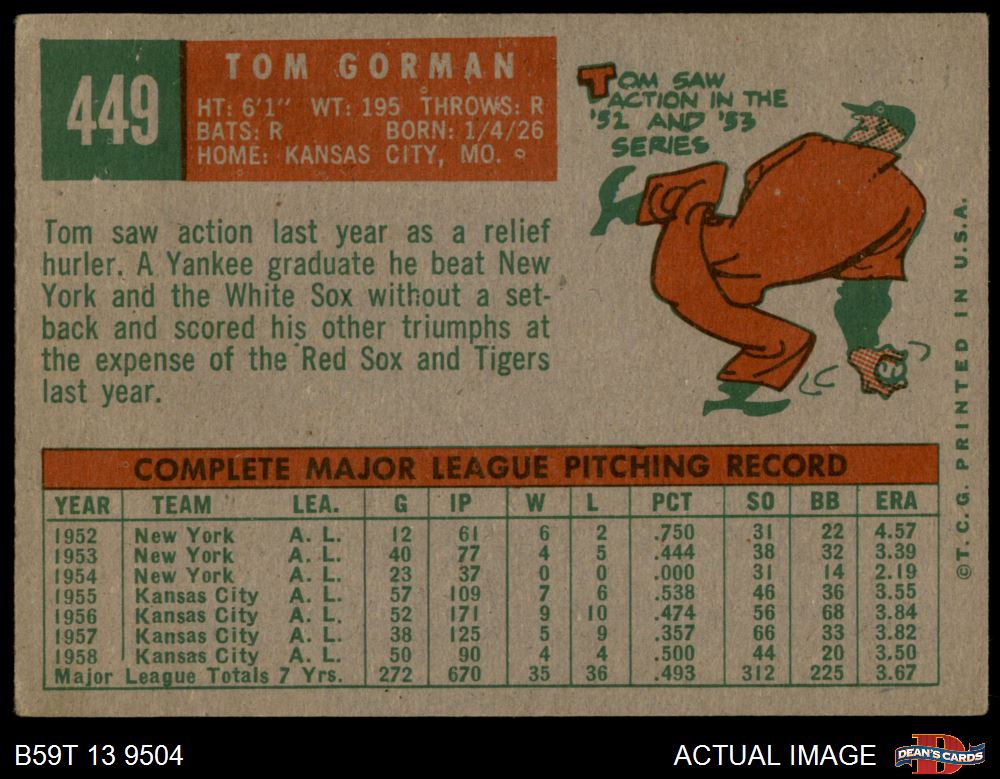 449
TOM GORMAN
HT: 6'1" WT: 195 THROWS: R
BATS: R BORN: 1/4/26
HOME: KANSAS CITY, MO.
TOM SAW
ACTION IN THE
'52 AND '53
SERIES
Tom saw action last year as a relief
hurler. A Yankee graduate he beat New
York and the White Sox without a set-
back and scored his other triumphs at
the expense of the Red Sox and Tigers
last year.
COMPLETE MAJOR LEAGUE PITCHING RECORD
YEAR TEAM LEA. G IP W L PCT SO BB ERA
1952 New York A. L. 12 61 6 2 .750 31 22 4.57
1953 New York A. L. 40 77 4 5 .444 38 32 3.39
1954 New York A. L. 23 37 0 0 .000 31 14 2.19
1955 Kansas City A. L. 57 109 7 6 .538 46 36 3.55
1956 Kansas City A. L. 52 171 9 10 .474 56 68 3.84
1957 Kansas City A. L. 38 125 5 9 .357 66 33 3.82
1958 Kansas City A. L. 50 90 4 4 .500 44 20 3.50
Major League Totals 7 Yrs. 272 670 35 36 .493 312 225 3.67
©T. C. G. PRINTED IN U.S.A.
B59T 13 9504
ACTUAL IMAGE
DEAN'S CARDS